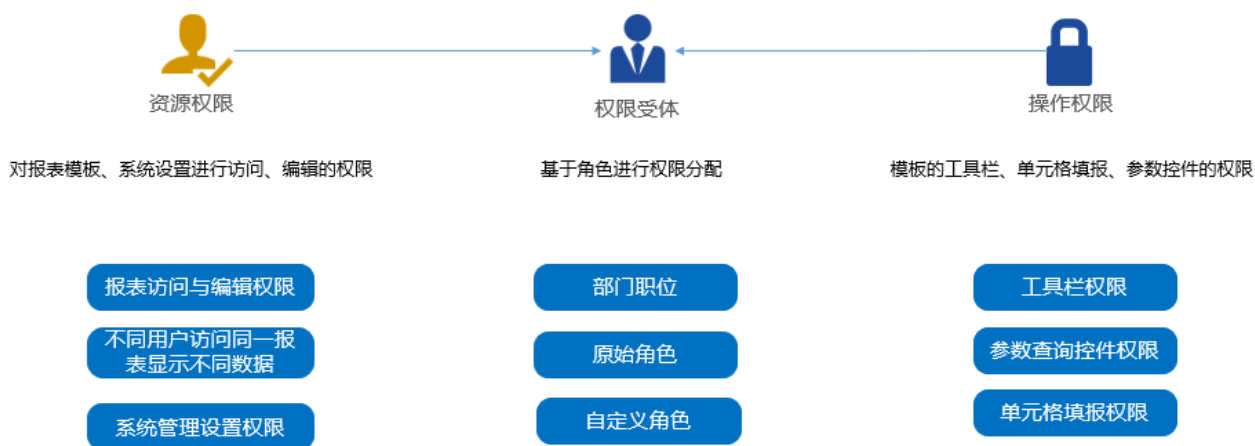 资源权限
权限受体
操作权限
对报表模板、系统设置进行访问、编辑的权限
基于角色进行权限分配
模板的工具栏、单元格填报、参数控件的权限
报表访问与编辑权限
部门职位
工具栏权限
不同用户访问同一报
表显示不同数据
原始角色
参数查询控件权限
系统管理设置权限
自定义角色
单元格填报权限